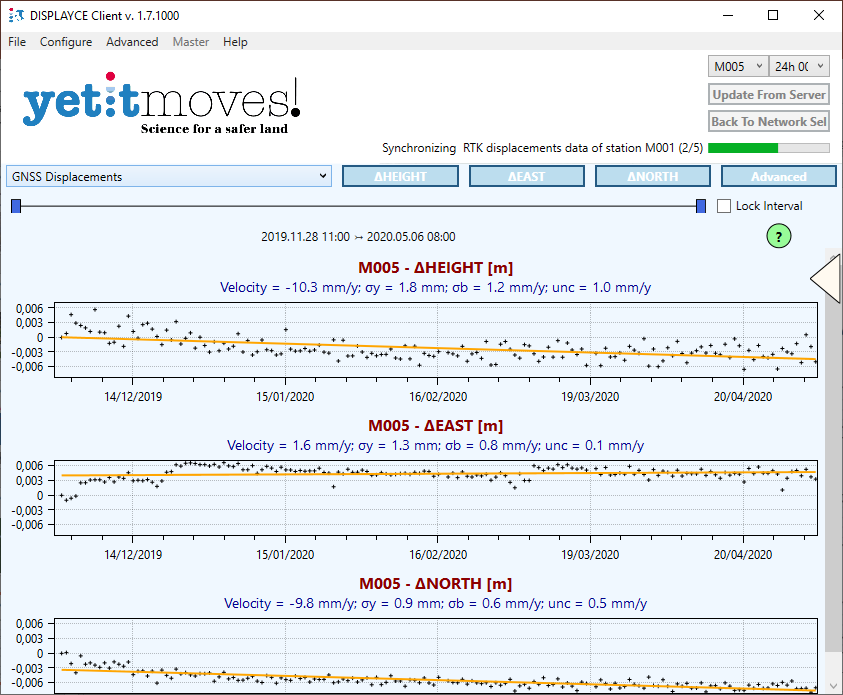 DISPLAYCE Client v. 1.7.1000
File Configure Advanced Master Help
yetitmoves!
Science for a safer land
M005 24h 00
Update From Server
Back To Network Sel
Synchronizing RTK displacements data of station M001 (2/5)
GNSS Displacements ΔHEIGHT ΔEAST ΔNORTH Advanced
Lock Interval
2019.11.28 11:00 ↦ 2020.05.06 08:00
?
M005 - ΔHEIGHT [m]
Velocity = -10.3 mm/y; σy = 1.8 mm; σb = 1.2 mm/y; unc = 1.0 mm/y
0,006
0,003
0
-0,003
-0,006
14/12/2019 15/01/2020 16/02/2020 19/03/2020 20/04/2020
M005 - ΔEAST [m]
Velocity = 1.6 mm/y; σy = 1.3 mm; σb = 0.8 mm/y; unc = 0.1 mm/y
0,006
0,003
0
-0,003
-0,006
14/12/2019 15/01/2020 16/02/2020 19/03/2020 20/04/2020
M005 - ΔNORTH [m]
Velocity = -9.8 mm/y; σy = 0.9 mm; σb = 0.6 mm/y; unc = 0.5 mm/y
0,006
0,003
0
-0,003
-0,006